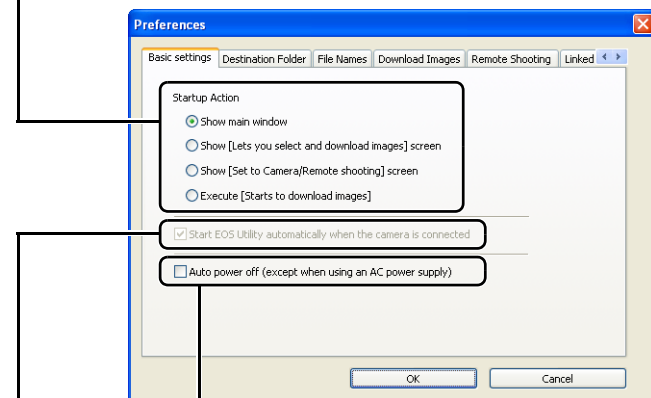 Preferences
Basic settings Destination Folder File Names Download Images Remote Shooting Linked
Startup Action
Show main window
Show [Lets you select and download images] screen
Show [Set to Camera/Remote shooting] screen
Execute [Starts to download images]
Start EOS Utility automatically when the camera is connected
Auto power off (except when using an AC power supply)
OK Cancel